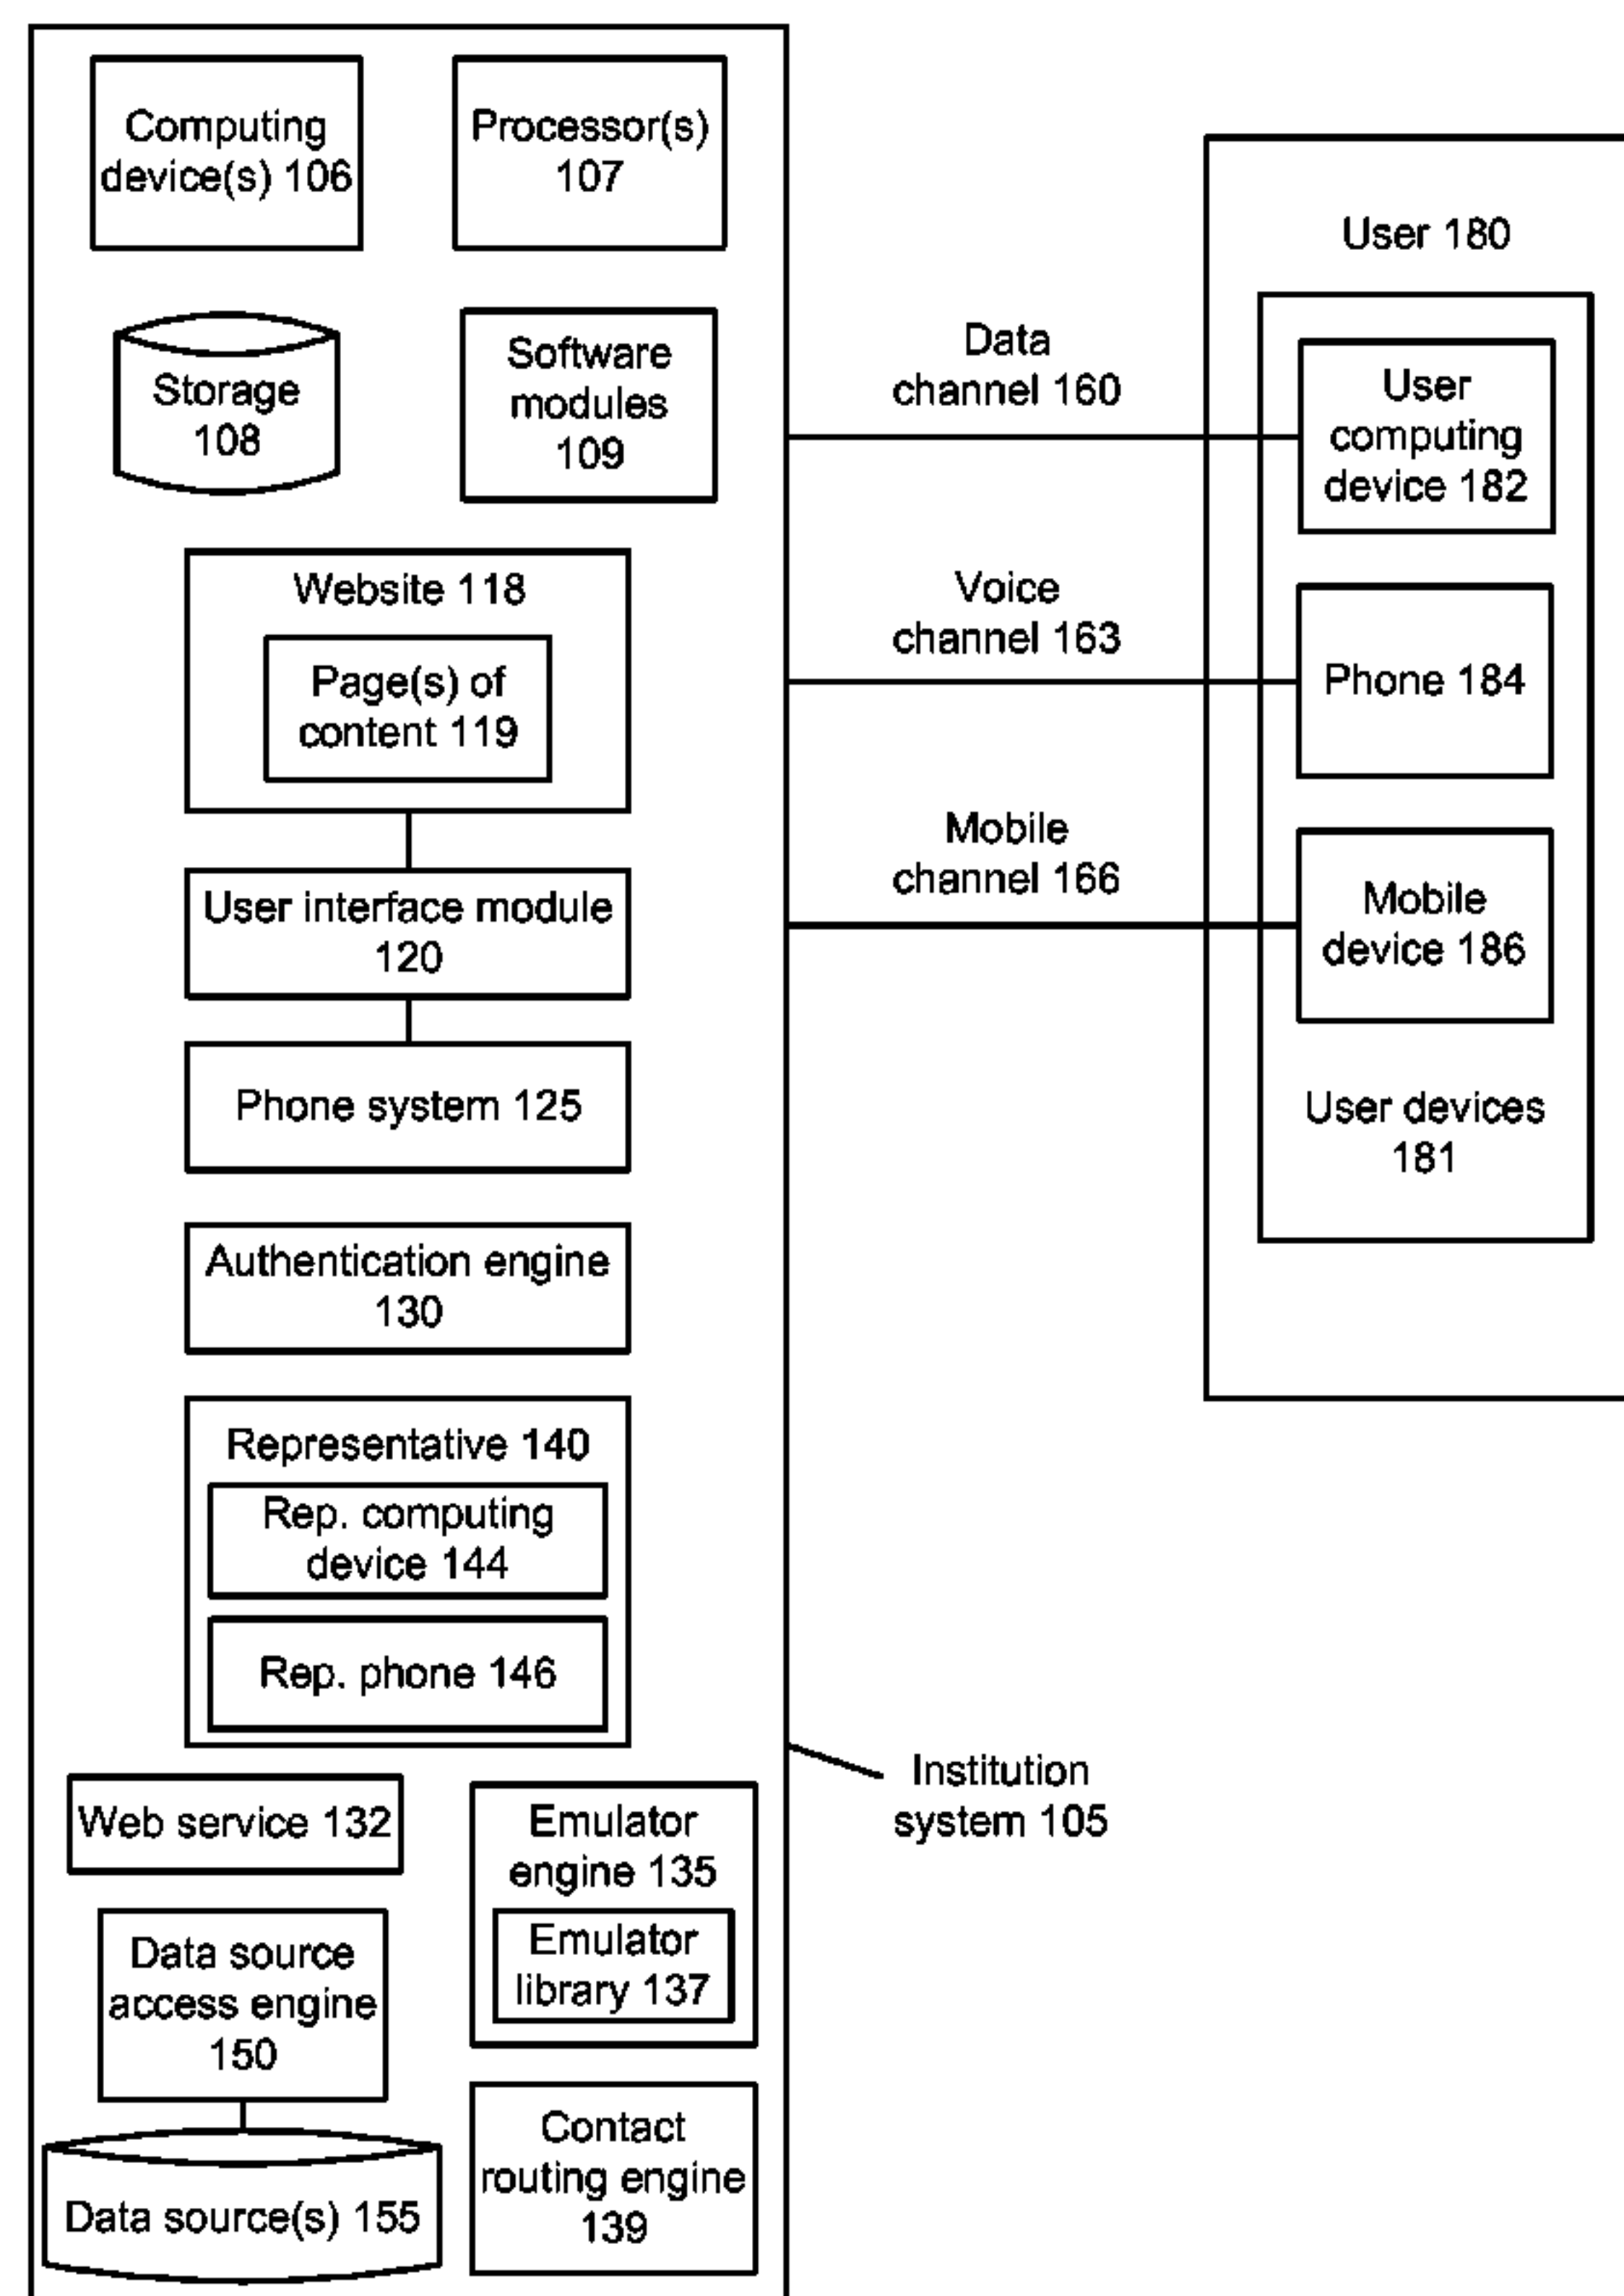 Computing
device(s) 106
Processor(s)
107
Storage
108
Software
modules
109
Website 118
Page(s) of
content 119
User interface module
120
Phone system 125
Authentication engine
130
Representative 140
Rep. computing
device 144
Rep. phone 146
Web service 132
Emulator
engine 135
Emulator
library 137
Data source
access engine
150
Data source(s) 155
Contact
routing engine
139
Data
channel 160
Voice
channel 163
Mobile
channel 166
Institution
system 105
User 180
User
computing
device 182
Phone 184
Mobile
device 186
User devices
181